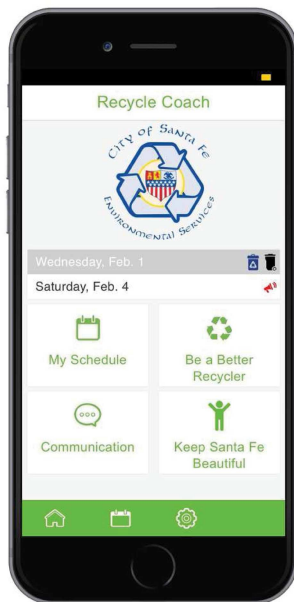 Recycle Coach
City of Santa Fe
Environmental Services
Wednesday, Feb. 1
Saturday, Feb. 4
My Schedule
Be a Better
Recycler
Communication
Keep Santa Fe
Beautiful